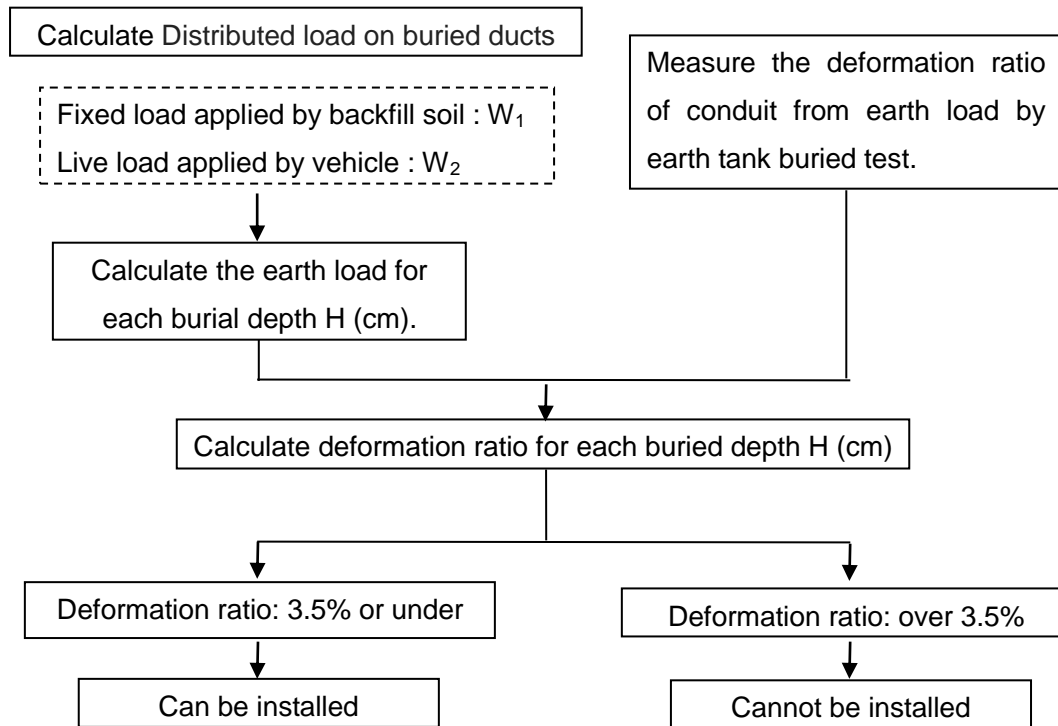 Calculate Distributed load on buried ducts
Fixed load applied by backfill soil : W₁
Live load applied by vehicle : W₂
Measure the deformation ratio
of conduit from earth load by
earth tank buried test.
Calculate the earth load for
each burial depth H (cm).
Calculate deformation ratio for each buried depth H (cm)
Deformation ratio: 3.5% or under
Deformation ratio: over 3.5%
Can be installed
Cannot be installed